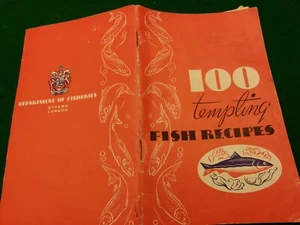 DEPARTMENT OF FISHERIES
OTTAWA
CANADA
100
tempting
FISH RECIPES